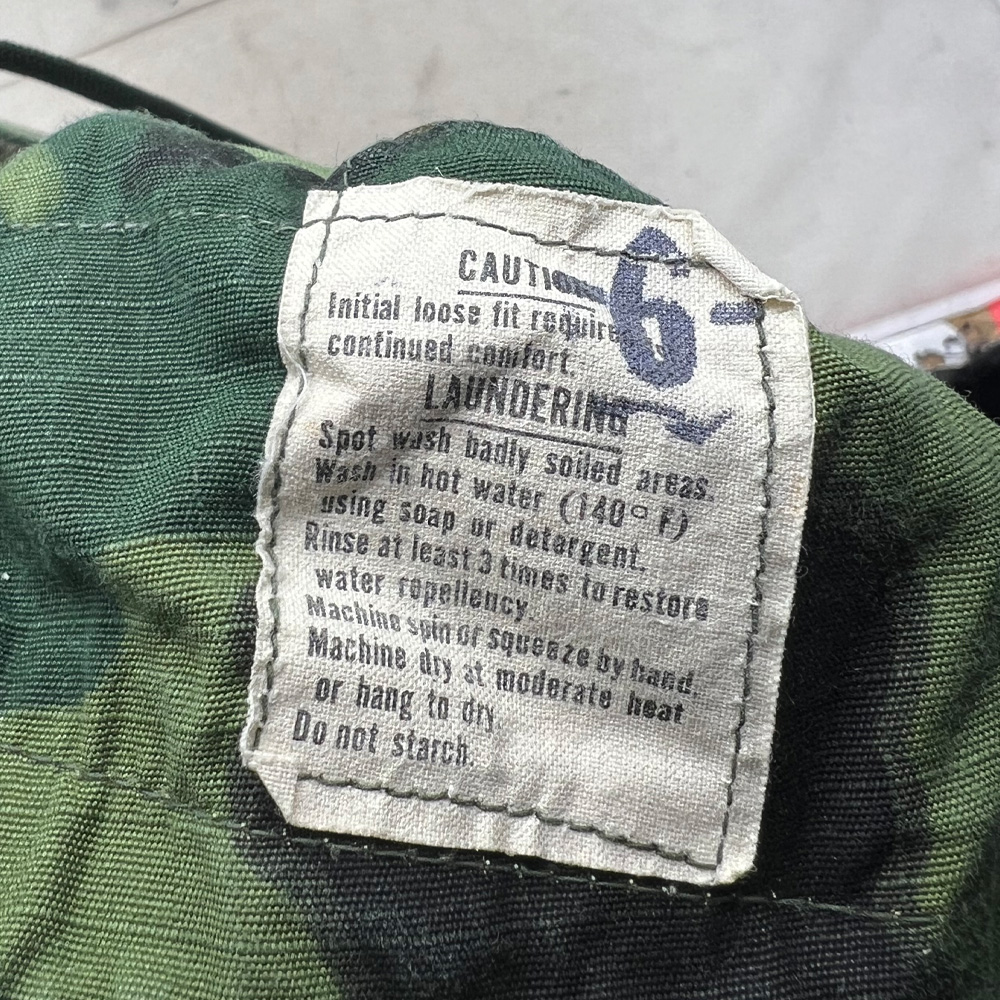 CAUTION
6-
Initial loose fit require
continued comfort.
LAUNDERING
Spot wash badly soiled areas.
Wash in hot water (140° F)
using soap or detergent.
Rinse at least 3 times to restore
water repellency.
Machine spin or squeeze by hand.
Machine dry at moderate heat
or hang to dry
Do not starch.